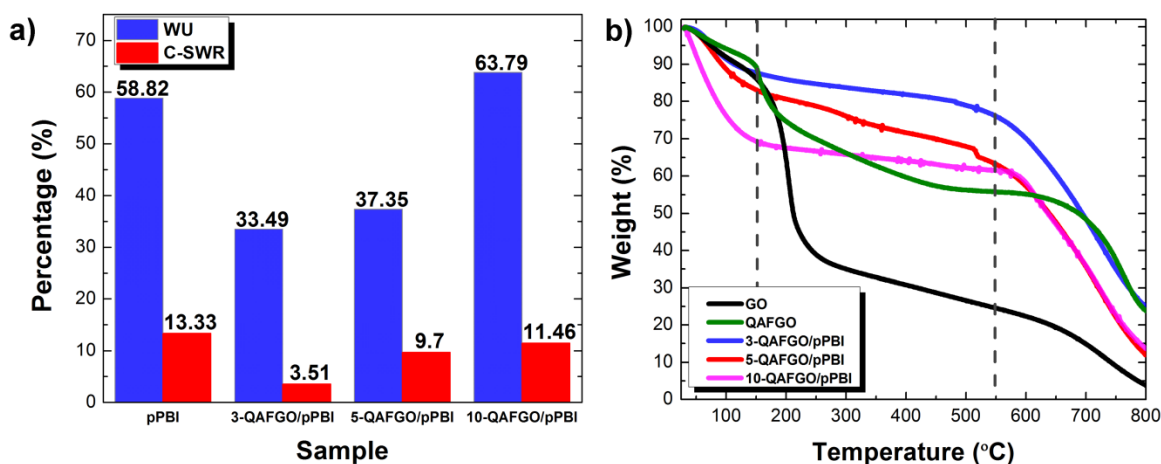 a)
WU
C-SWR
80
70
60
50
40
30
20
10
0
Percentage (%)
58.82
13.33
33.49
3.51
37.35
9.7
63.79
11.46
pPBI
3-QAFGO/pPBI
5-QAFGO/pPBI
10-QAFGO/pPBI
Sample
b)
100
90
80
70
60
50
40
30
20
10
0
Weight (%)
GO
QAFGO
3-QAFGO/pPBI
5-QAFGO/pPBI
10-QAFGO/pPBI
100 200 300 400 500 600 700 800
Temperature (°C)